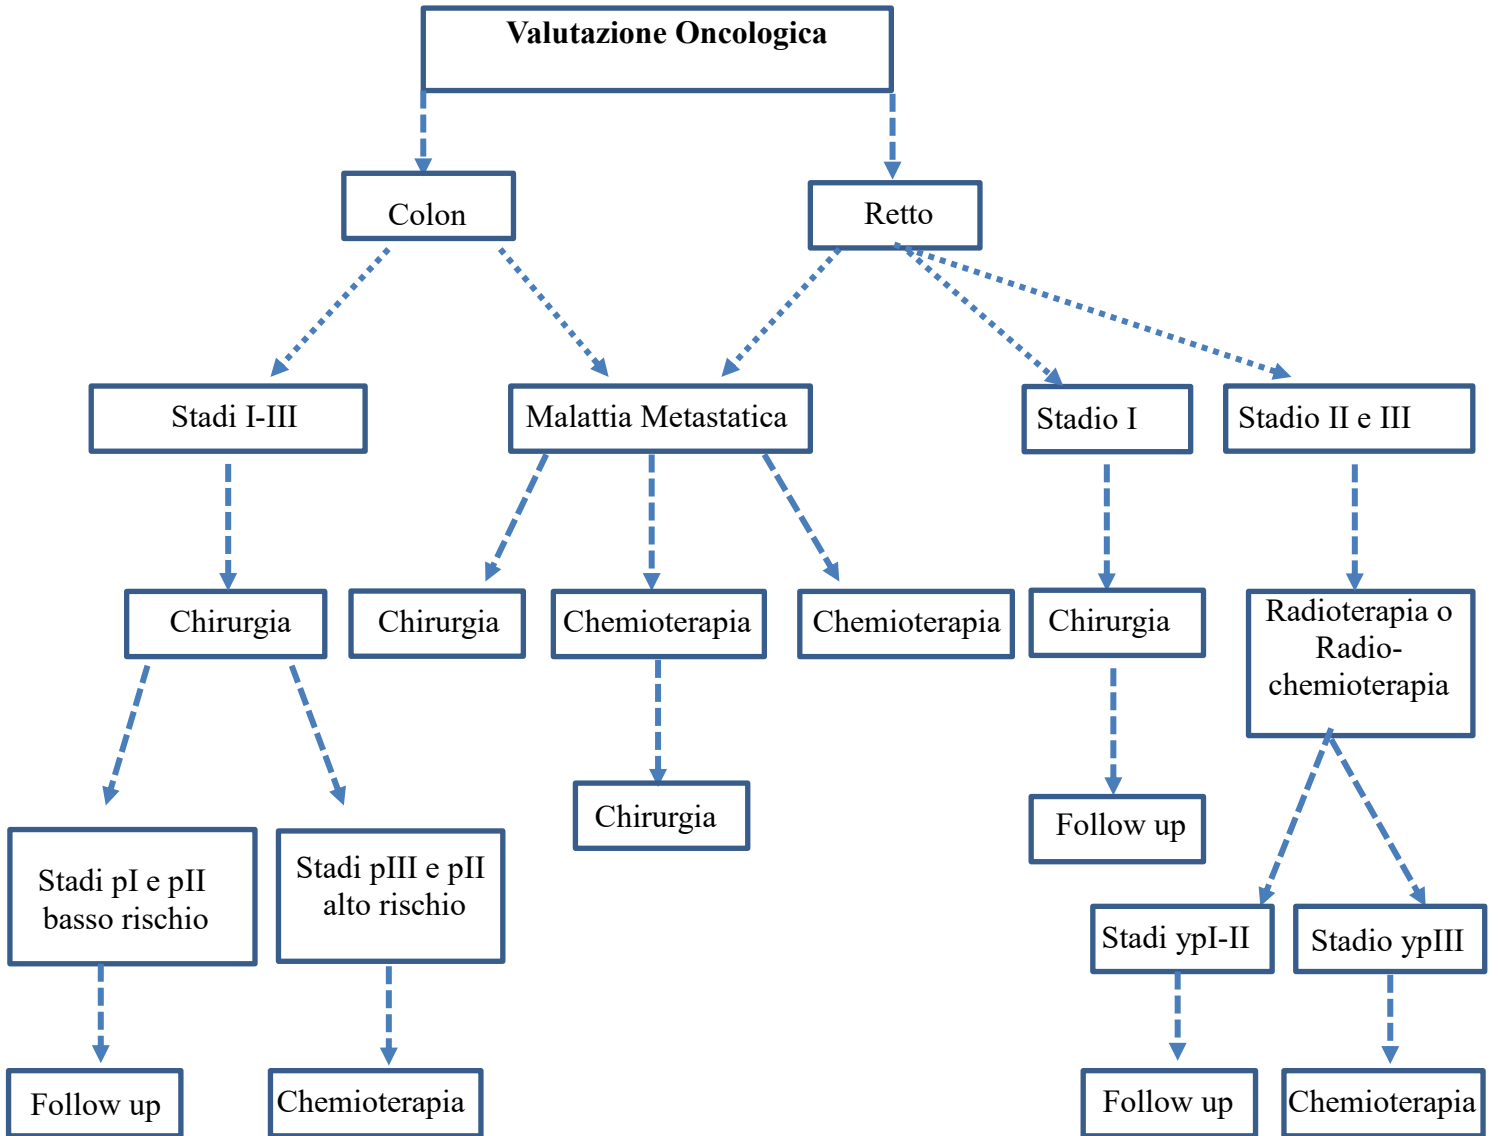 Valutazione Oncologica
Colon
Retto
Stadi I-III
Malattia Metastatica
Stadio I
Stadio II e III
Chirurgia
Chirurgia
Chemioterapia
Chemioterapia
Chirurgia
Radioterapia o
Radio-
chemioterapia
Chirurgia
Follow up
Stadi pI e pII
basso rischio
Stadi pIII e pII
alto rischio
Stadi ypI-II
Stadio ypIII
Follow up
Chemioterapia
Follow up
Chemioterapia